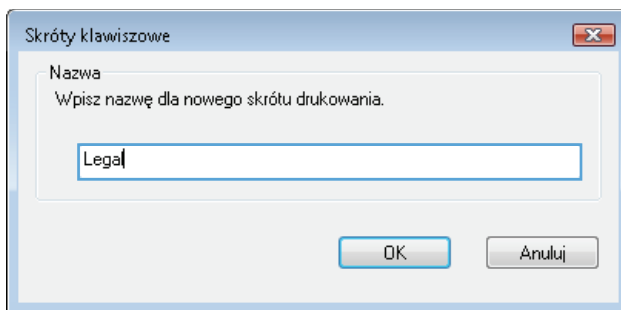 Skróty klawiszowe
Nazwa
Wpisz nazwę dla nowego skrótu drukowania.
Legal
OK
Anuluj